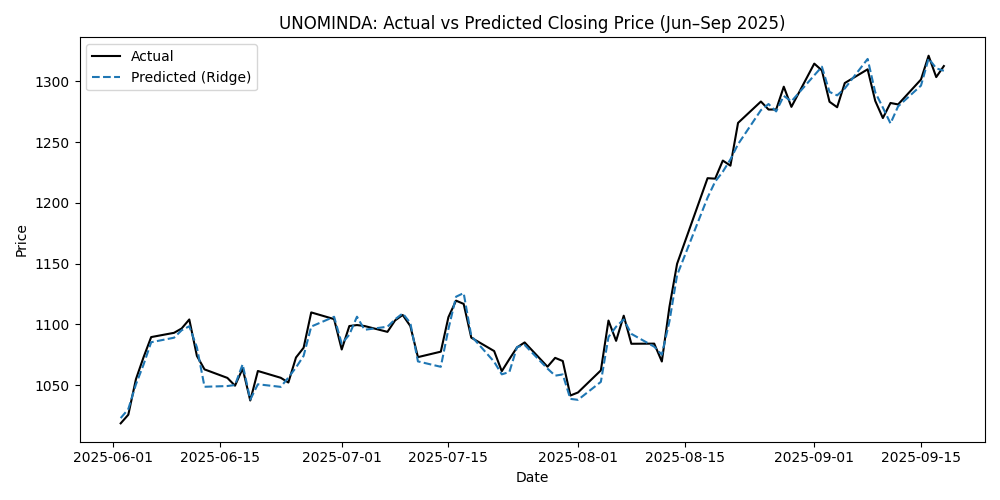 UNOMINDA: Actual vs Predicted Closing Price (Jun–Sep 2025)
Actual
Predicted (Ridge)
Price
1300
1250
1200
1150
1100
1050
2025-06-01
2025-06-15
2025-07-01
2025-07-15
2025-08-01
2025-08-15
2025-09-01
2025-09-15
Date